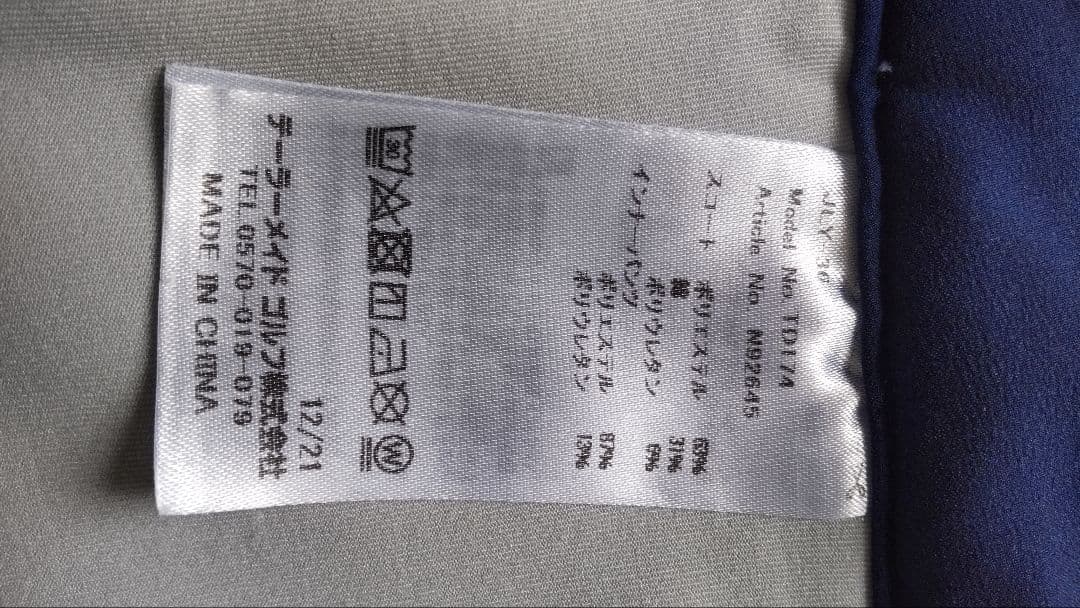 Model No. TD174
Article No. N92645
スコート
ポリエステル 63%
綿 31%
ポリウレタン 6%
インナーパンツ
ポリエステル 87%
ポリウレタン 13%
30
W
12/21
テーラーメイド ゴルフ株式会社
TEL 0570-019-079
MADE IN CHINA